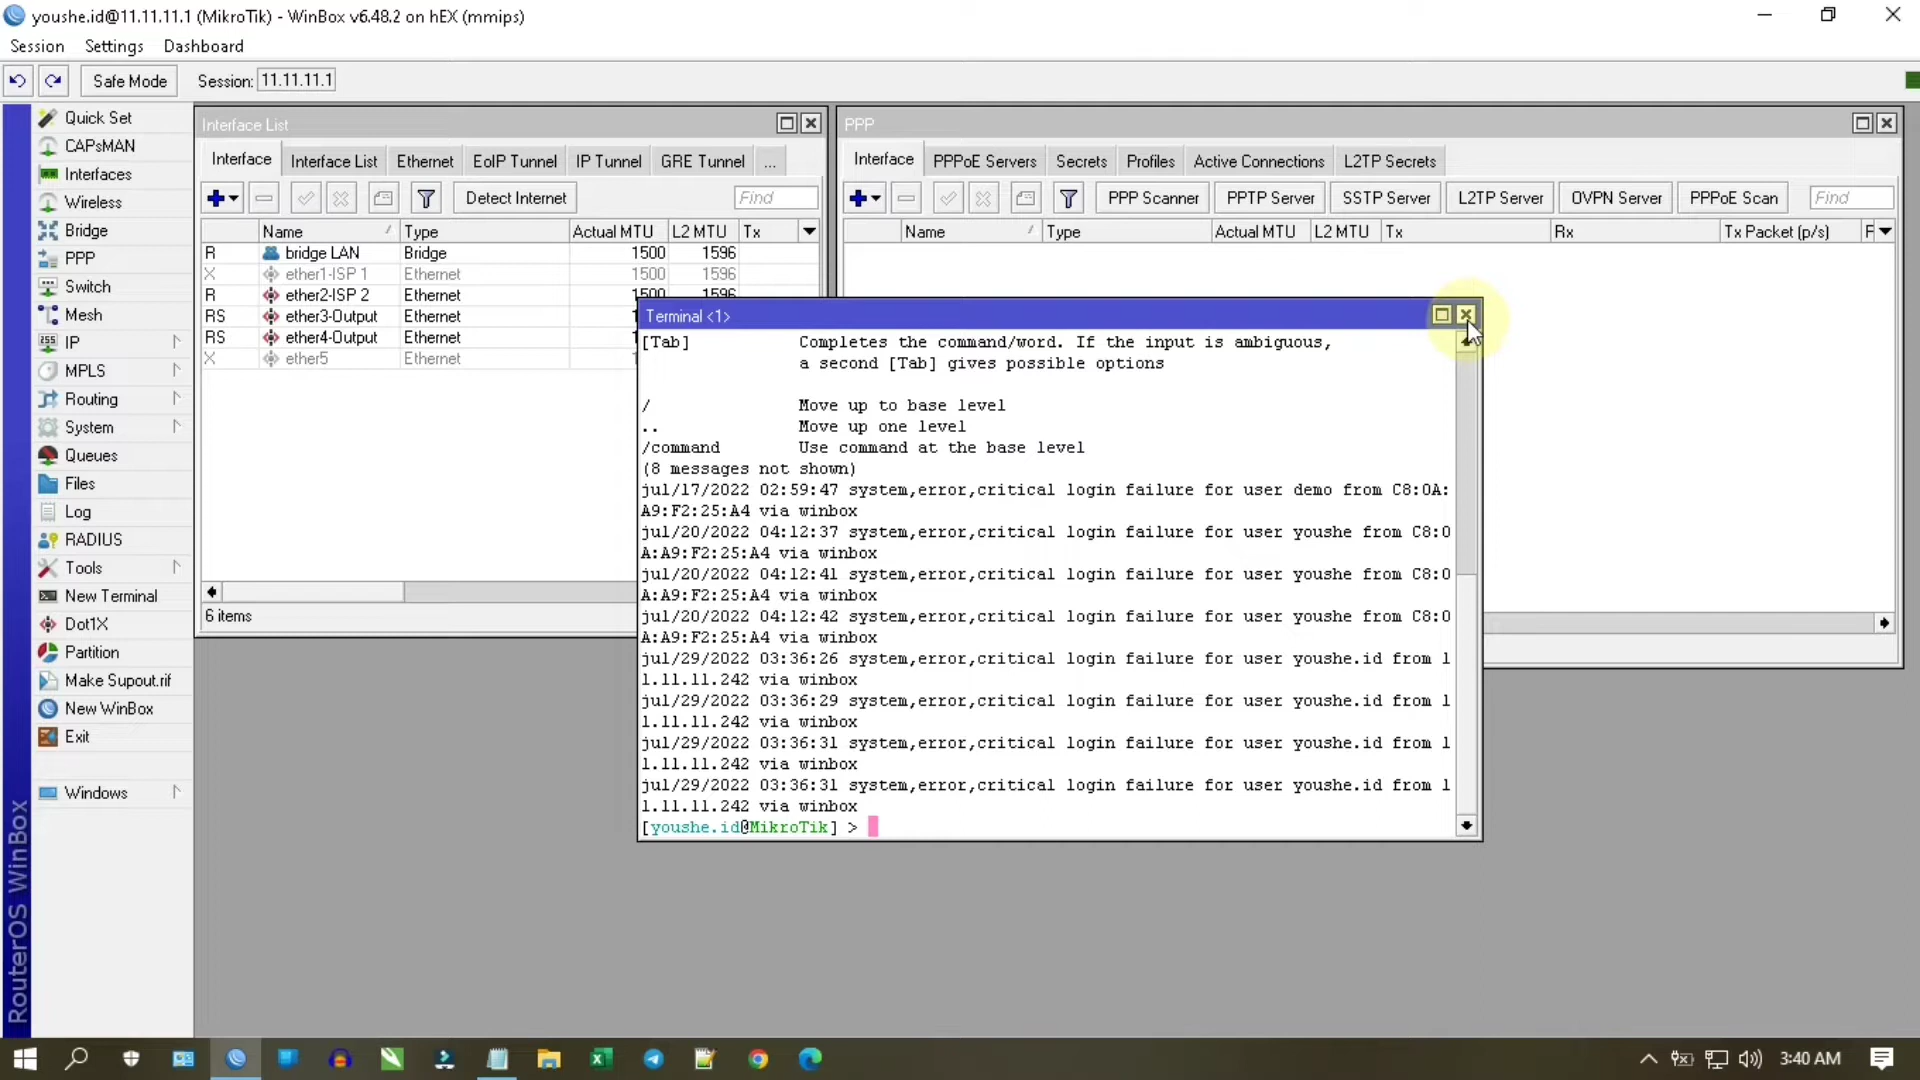 youshe.id@11.11.11.1 (MikroTik) - WinBox v6.48.2 on hEX (mmips)
Session Settings Dashboard
Safe Mode Session: 11.11.11.1
Quick Set
CAPsMAN
Interfaces
Wireless
Bridge
PPP
Switch
Mesh
IP
MPLS
Routing
System
Queues
Files
Log
RADIUS
Tools
New Terminal
Dot1X
Partition
Make Supout.rif
New WinBox
Exit
Windows
RouterOS WinBox
Interface List
Interface Interface List Ethernet EoIP Tunnel IP Tunnel GRE Tunnel ...
Detect Internet Find
Name Type Actual MTU L2 MTU Tx
R bridge LAN Bridge 1500 1596
X ether1-ISP 1 Ethernet 1500 1596
R ether2-ISP 2 Ethernet 1500 1596
RS ether3-Output Ethernet
RS ether4-Output Ethernet
X ether5 Ethernet
6 items
PPP
Interface PPPoE Servers Secrets Profiles Active Connections L2TP Secrets
PPP Scanner PPTP Server SSTP Server L2TP Server OVPN Server PPPoE Scan Find
Name Type Actual MTU L2 MTU Tx Rx Tx Packet (p/s) F
Terminal <1>
[Tab] Completes the command/word. If the input is ambiguous,
a second [Tab] gives possible options
/ Move up to base level
.. Move up one level
/command Use command at the base level
(8 messages not shown)
jul/17/2022 02:59:47 system,error,critical login failure for user demo from C8:0A:
A9:F2:25:A4 via winbox
jul/20/2022 04:12:37 system,error,critical login failure for user youshe from C8:0
A:A9:F2:25:A4 via winbox
jul/20/2022 04:12:41 system,error,critical login failure for user youshe from C8:0
A:A9:F2:25:A4 via winbox
jul/20/2022 04:12:42 system,error,critical login failure for user youshe from C8:0
A:A9:F2:25:A4 via winbox
jul/29/2022 03:36:26 system,error,critical login failure for user youshe.id from 1
1.11.11.242 via winbox
jul/29/2022 03:36:29 system,error,critical login failure for user youshe.id from 1
1.11.11.242 via winbox
jul/29/2022 03:36:31 system,error,critical login failure for user youshe.id from 1
1.11.11.242 via winbox
jul/29/2022 03:36:31 system,error,critical login failure for user youshe.id from 1
1.11.11.242 via winbox
[youshe.id@MikroTik] >
3:40 AM